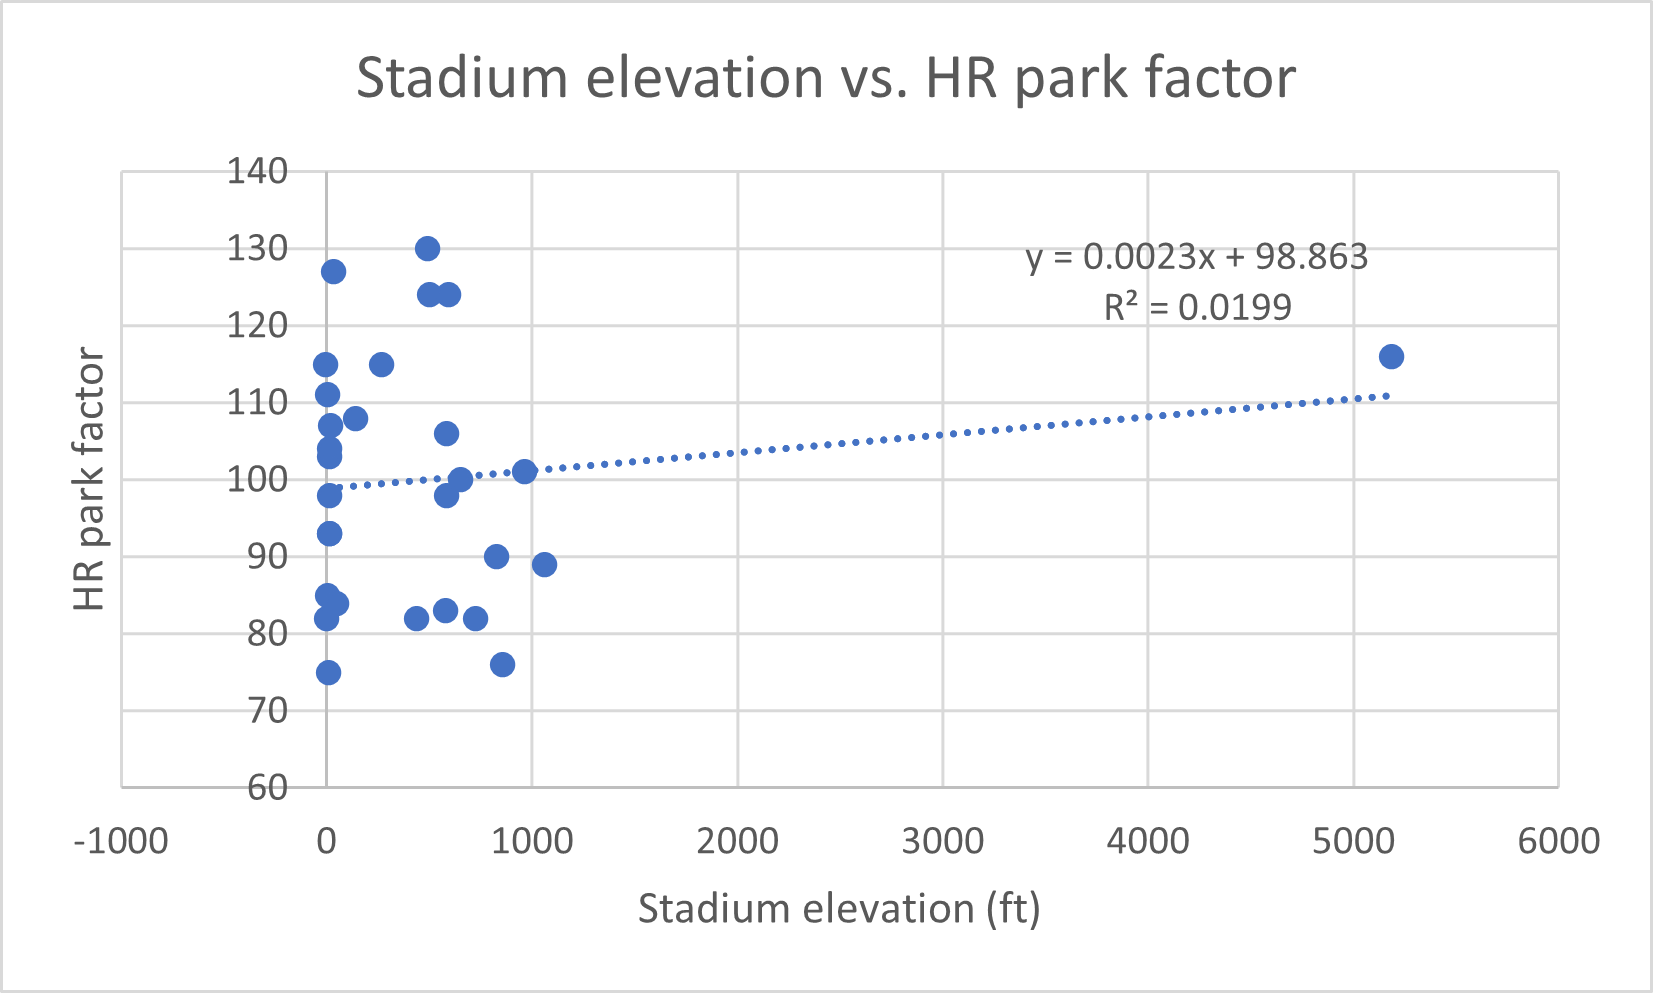 Stadium elevation vs. HR park factor
140
130
120
110
100
90
80
70
60
HR park factor
y = 0.0023x + 98.863
R² = 0.0199
-1000 0 1000 2000 3000 4000 5000 6000
Stadium elevation (ft)